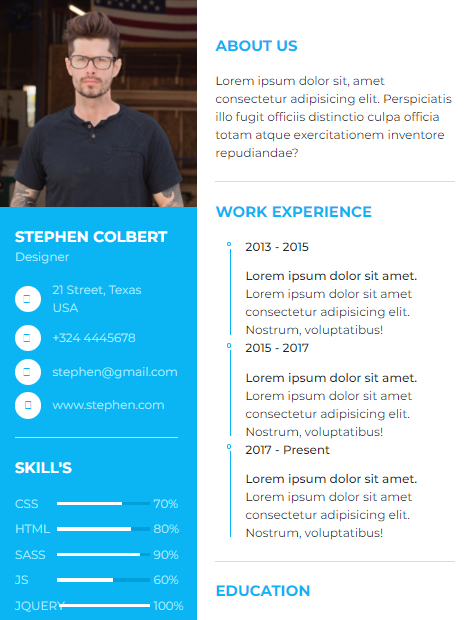 STEPHEN COLBERT
Designer
21 Street, Texas
USA
+324 4445678
stephen@gmail.com
www.stephen.com
SKILL'S
CSS 70%
HTML 80%
SASS 90%
JS 60%
JQUERY 100%
ABOUT US
Lorem ipsum dolor sit, amet
consectetur adipisicing elit. Perspiciatis
illo fugit officiis distinctio culpa officia
totam atque exercitationem inventore
repudiandae?
WORK EXPERIENCE
2013 - 2015
Lorem ipsum dolor sit amet.
Lorem ipsum dolor sit amet
consectetur adipisicing elit.
Nostrum, voluptatibus!
2015 - 2017
Lorem ipsum dolor sit amet.
Lorem ipsum dolor sit amet
consectetur adipisicing elit.
Nostrum, voluptatibus!
2017 - Present
Lorem ipsum dolor sit amet.
Lorem ipsum dolor sit amet
consectetur adipisicing elit.
Nostrum, voluptatibus!
EDUCATION